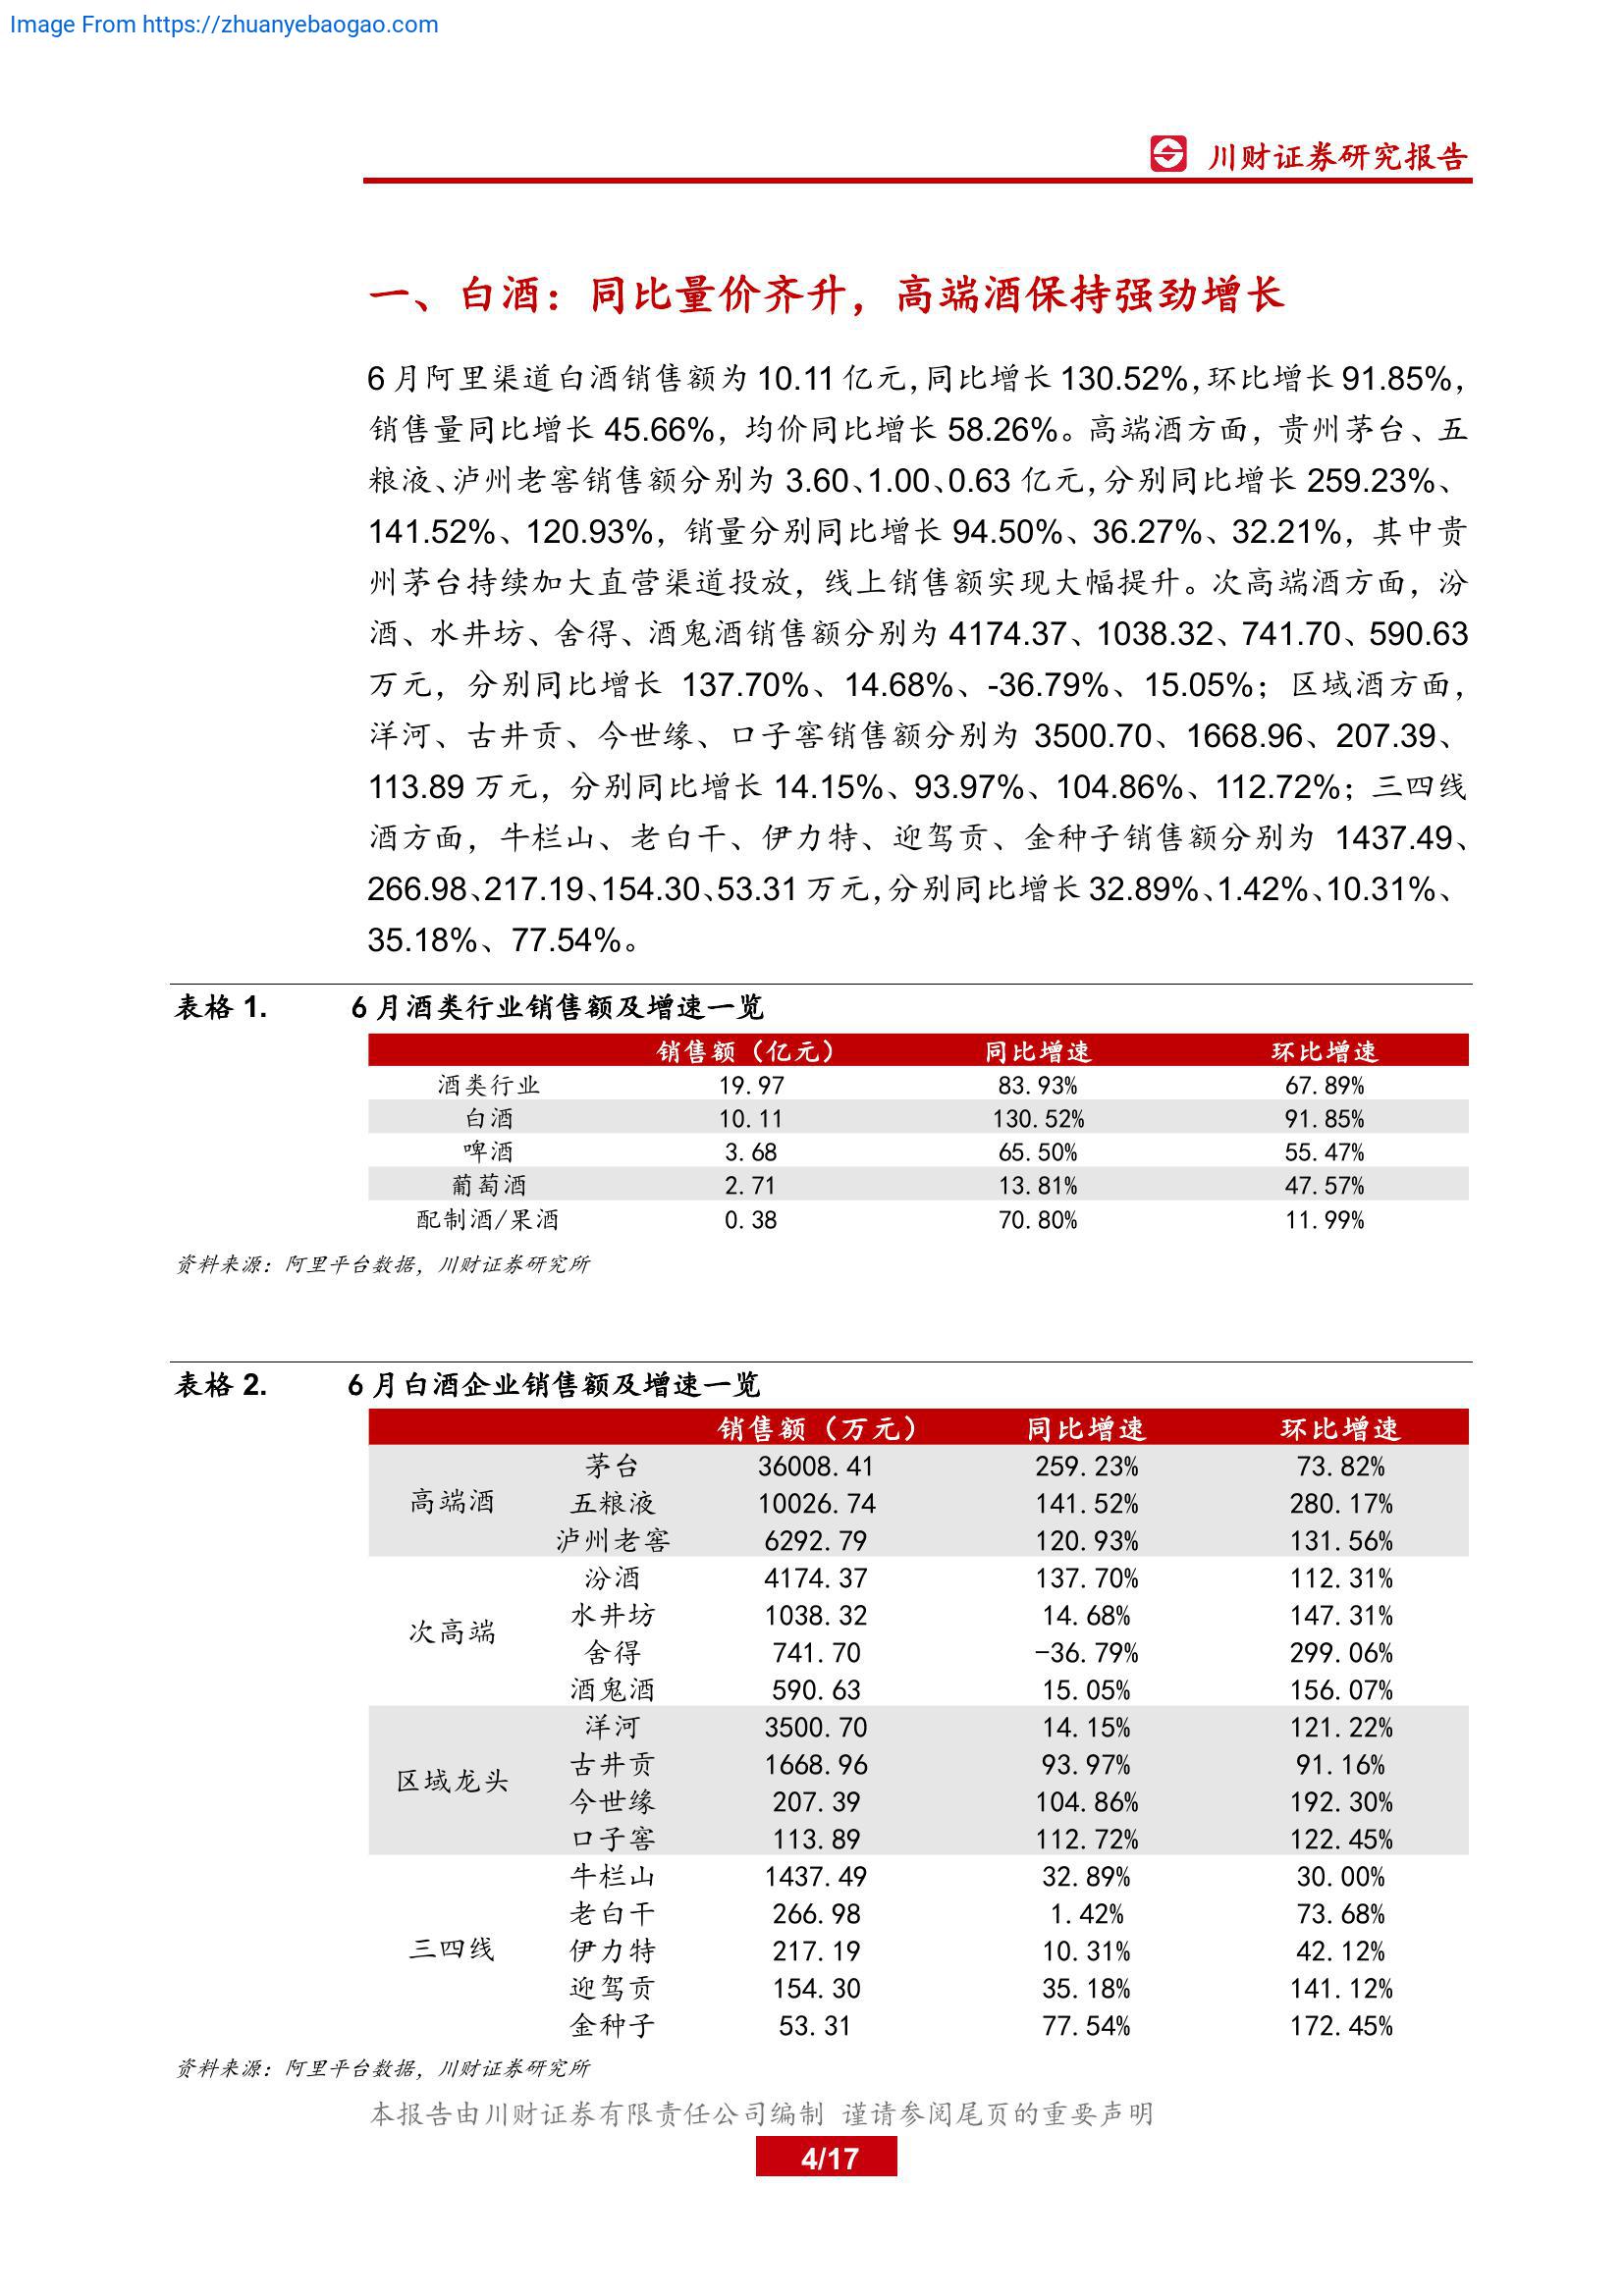 Image From https://zhuanyebaogao.com
川财证券研究报告
一、白酒：同比量价齐升，高端酒保持强劲增长
6月阿里渠道白酒销售额为10.11亿元，同比增长130.52%，环比增长91.85%，
销售量同比增长 45.66%，均价同比增长 58.26%。高端酒方面，贵州茅台、五
粮液、泸州老窖销售额分别为 3.60、1.00、0.63 亿元，分别同比增长 259.23%、
141.52%、120.93%，销量分别同比增长 94.50%、36.27%、32.21%，其中贵
州茅台持续加大直营渠道投放，线上销售额实现大幅提升。次高端酒方面，汾
酒、水井坊、舍得、酒鬼酒销售额分别为 4174.37、1038.32、741.70、590.63
万元，分别同比增长 137.70%、14.68%、-36.79%、15.05%；区域酒方面，
洋河、古井贡、今世缘、口子窖销售额分别为 3500.70、1668.96、207.39、
113.89 万元，分别同比增长 14.15%、93.97%、104.86%、112.72%；三四线
酒方面，牛栏山、老白干、伊力特、迎驾贡、金种子销售额分别为 1437.49、
266.98、217.19、154.30、53.31 万元，分别同比增长 32.89%、1.42%、10.31%、
35.18%、77.54%。
表格 1. 6 月酒类行业销售额及增速一览
销售额（亿元） 同比增速 环比增速
酒类行业 19.97 83.93% 67.89%
白酒 10.11 130.52% 91.85%
啤酒 3.68 65.50% 55.47%
葡萄酒 2.71 13.81% 47.57%
配制酒/果酒 0.38 70.80% 11.99%
资料来源：阿里平台数据，川财证券研究所
表格 2. 6 月白酒企业销售额及增速一览
销售额（万元） 同比增速 环比增速
茅台 36008.41 259.23% 73.82%
高端酒 五粮液 10026.74 141.52% 280.17%
泸州老窖 6292.79 120.93% 131.56%
汾酒 4174.37 137.70% 112.31%
水井坊 1038.32 14.68% 147.31%
次高端
舍得 741.70 -36.79% 299.06%
酒鬼酒 590.63 15.05% 156.07%
洋河 3500.70 14.15% 121.22%
古井贡 1668.96 93.97% 91.16%
区域龙头
今世缘 207.39 104.86% 192.30%
口子窖 113.89 112.72% 122.45%
牛栏山 1437.49 32.89% 30.00%
老白干 266.98 1.42% 73.68%
三四线 伊力特 217.19 10.31% 42.12%
迎驾贡 154.30 35.18% 141.12%
金种子 53.31 77.54% 172.45%
资料来源：阿里平台数据，川财证券研究所
本报告由川财证券有限责任公司编制 谨请参阅尾页的重要声明
4/17